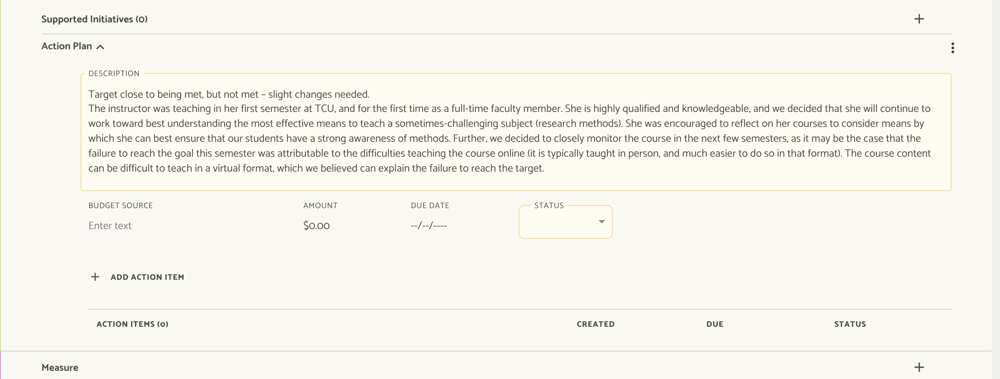 Supported Initiatives (0)
Action Plan
DESCRIPTION
Target close to being met, but not met – slight changes needed.
The instructor was teaching in her first semester at TCU, and for the first time as a full-time faculty member. She is highly qualified and knowledgeable, and we decided that she will continue to
work toward best understanding the most effective means to teach a sometimes-challenging subject (research methods). She was encouraged to reflect on her courses to consider means by
which she can best ensure that our students have a strong awareness of methods. Further, we decided to closely monitor the course in the next few semesters, as it may be the case that the
failure to reach the goal this semester was attributable to the difficulties teaching the course online (it is typically taught in person, and much easier to do so in that format). The course content
can be difficult to teach in a virtual format, which we believed can explain the failure to reach the target.
BUDGET SOURCE AMOUNT DUE DATE STATUS
Enter text $0.00 --/--/----
+ ADD ACTION ITEM
ACTION ITEMS (0) CREATED DUE STATUS
Measure